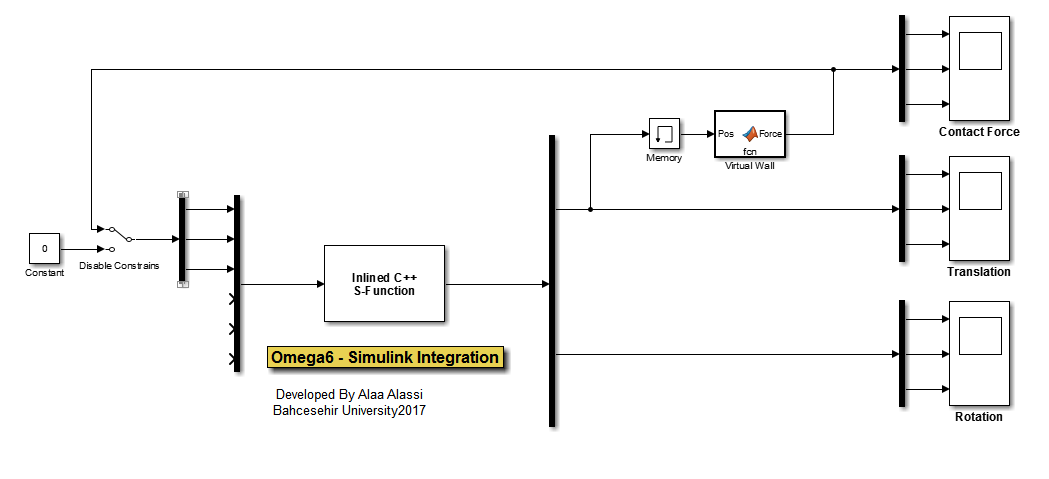 Contact Force
Pos
Force
fcn
Memory
Virtual Wall
0
Constant
Disable Constrains
Inlined C++
S-Function
Translation
Omega6 - Simulink Integration
Developed By Alaa Alassi
Bahcesehir University2017
Rotation